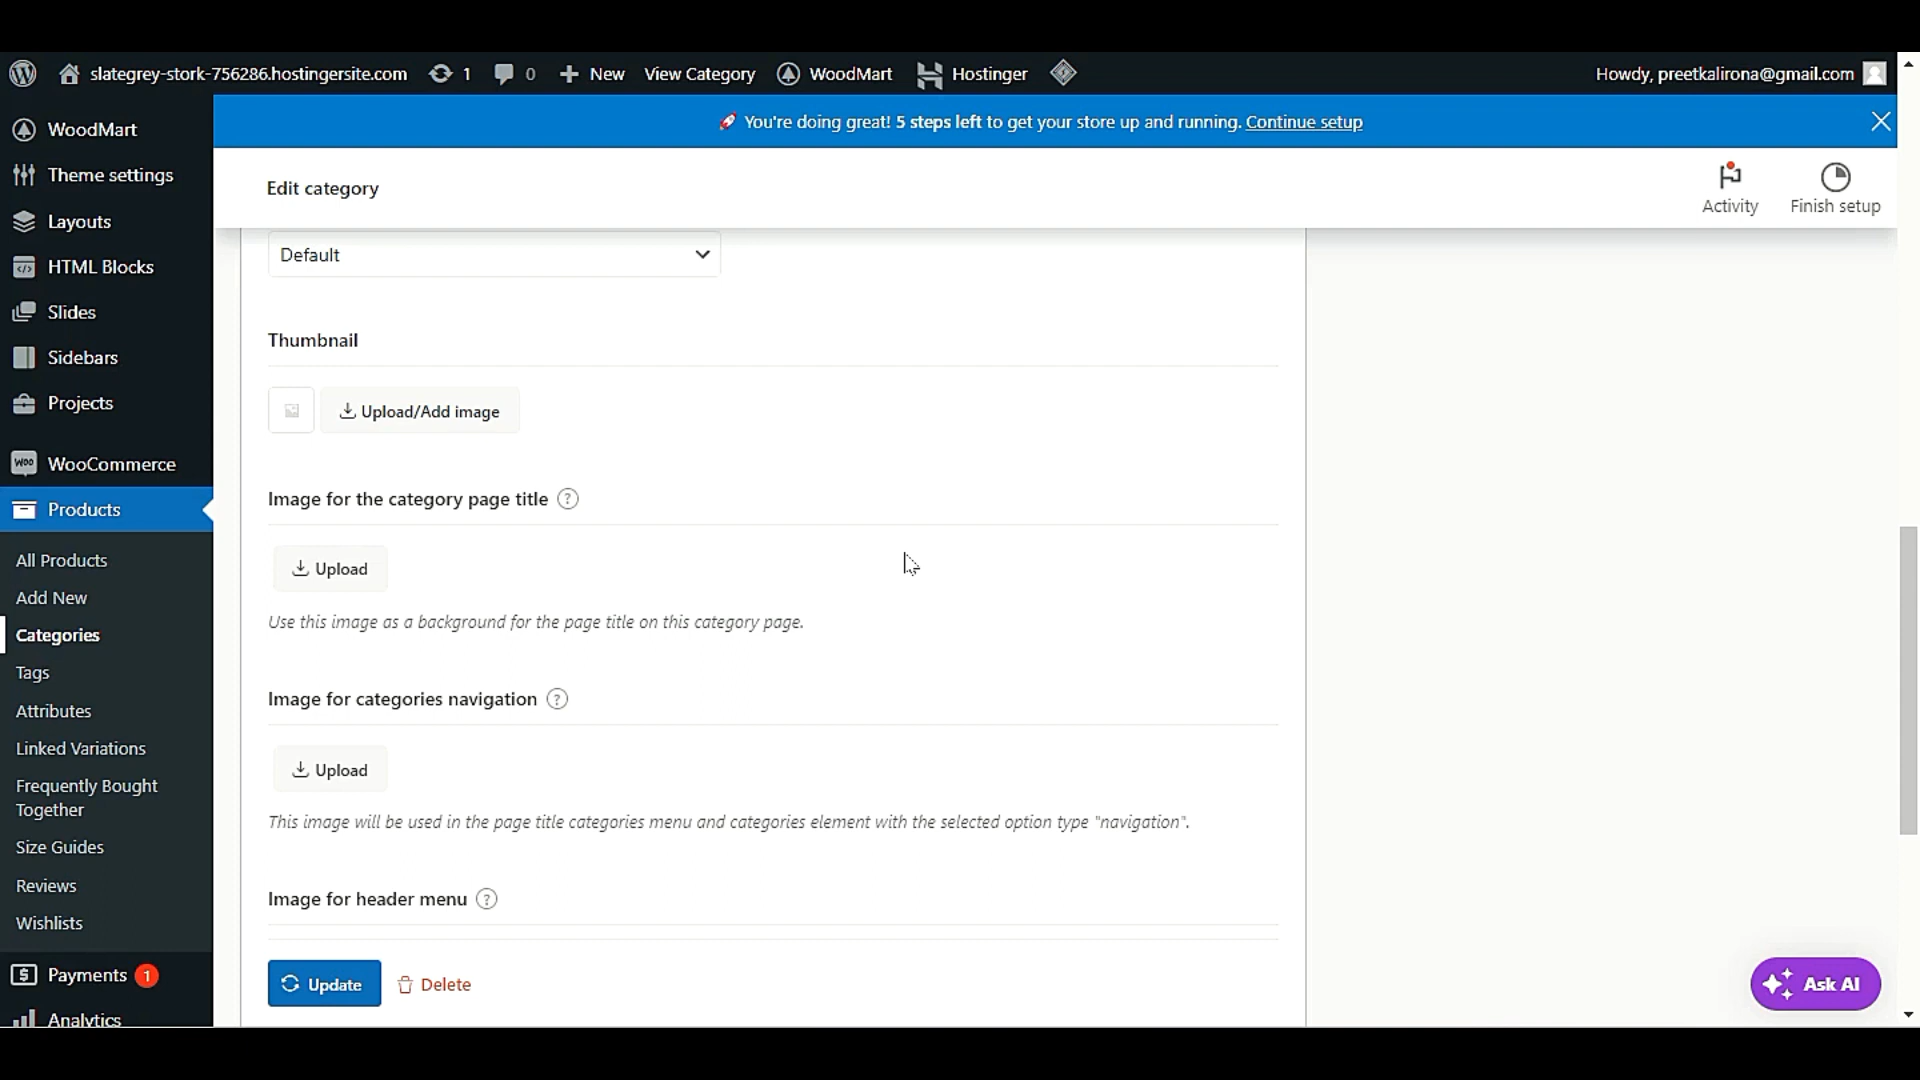 slategrey-stork-756286.hostingersite.com 1 0 New View Category WoodMart Hostinger Howdy, preetkalirona@gmail.com
WoodMart
Theme settings
Layouts
HTML Blocks
Slides
Sidebars
Projects
WOO WooCommerce
Products
All Products
Add New
Categories
Tags
Attributes
Linked Variations
Frequently Bought
Together
Size Guides
Reviews
Wishlists
Payments 1
Analytics
🚀 You're doing great! 5 steps left to get your store up and running. Continue setup
Edit category
Activity
Finish setup
Default
Thumbnail
Upload/Add image
Image for the category page title ?
Upload
Use this image as a background for the page title on this category page.
Image for categories navigation ?
Upload
This image will be used in the page title categories menu and categories element with the selected option type "navigation".
Image for header menu ?
Update Delete
Ask AI